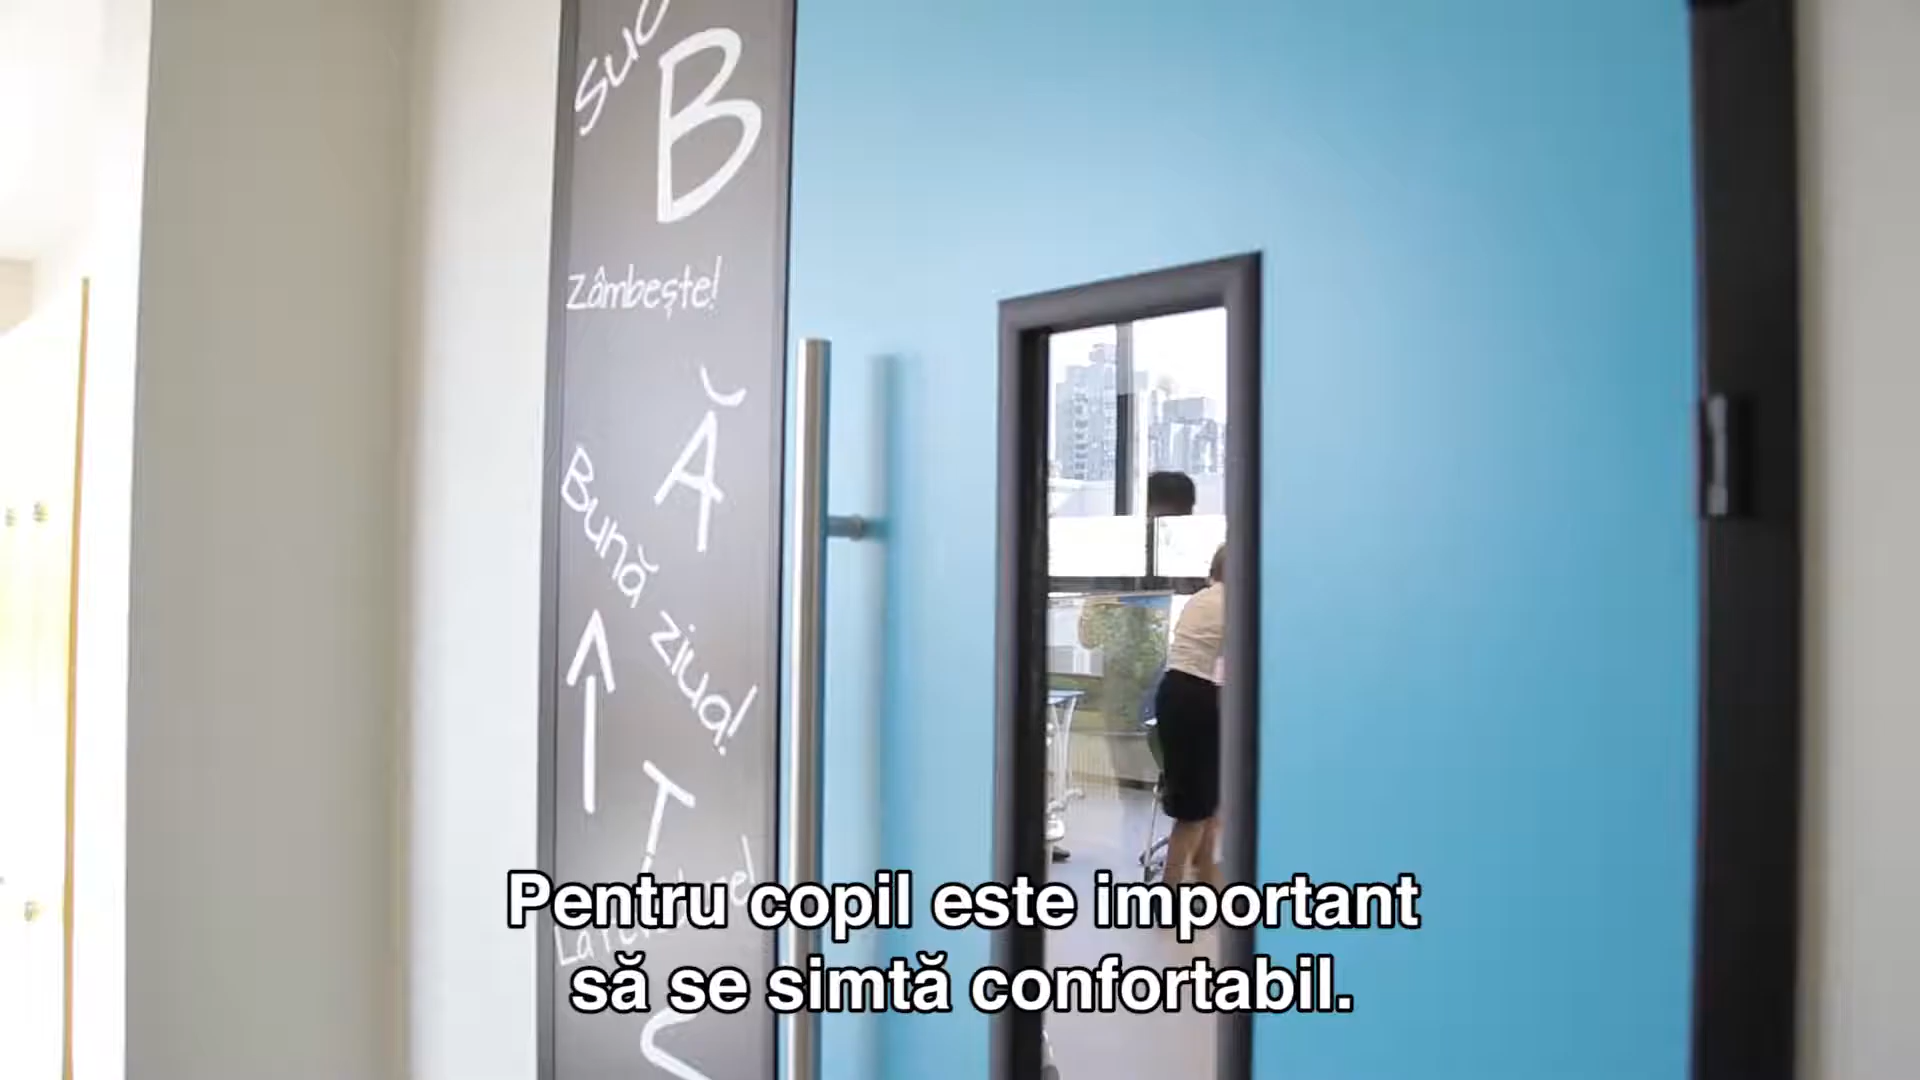 B
Zâmbește!
Ă
Bună ziua!
T
Pentru copil este important
să se simtă confortabil.